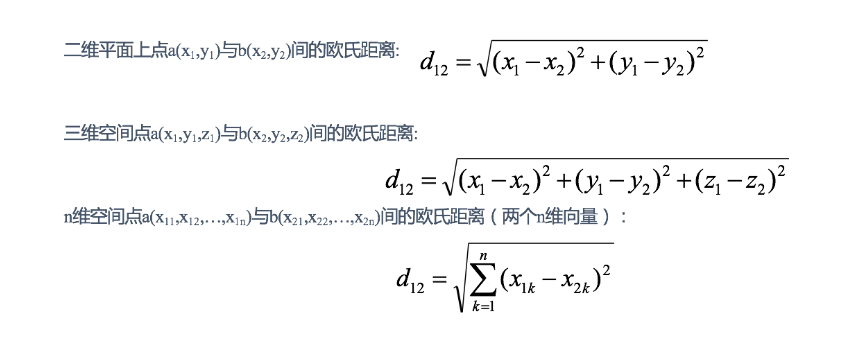 二维平面上点a(x₁,y₁)与b(x₂,y₂)间的欧氏距离: d₁₂ = √((x₁−x₂)²+(y₁−y₂)²)
三维空间点a(x₁,y₁,z₁)与b(x₂,y₂,z₂)间的欧氏距离:
d₁₂ = √((x₁−x₂)²+(y₁−y₂)²+(z₁−z₂)²)
n维空间点a(x₁₁,x₁₂,…,x₁ₙ)与b(x₂₁,x₂₂,…,x₂ₙ)间的欧氏距离（两个n维向量）：
d₁₂ = √(∑ₖ₌₁ⁿ(x₁ₖ−x₂ₖ)²)